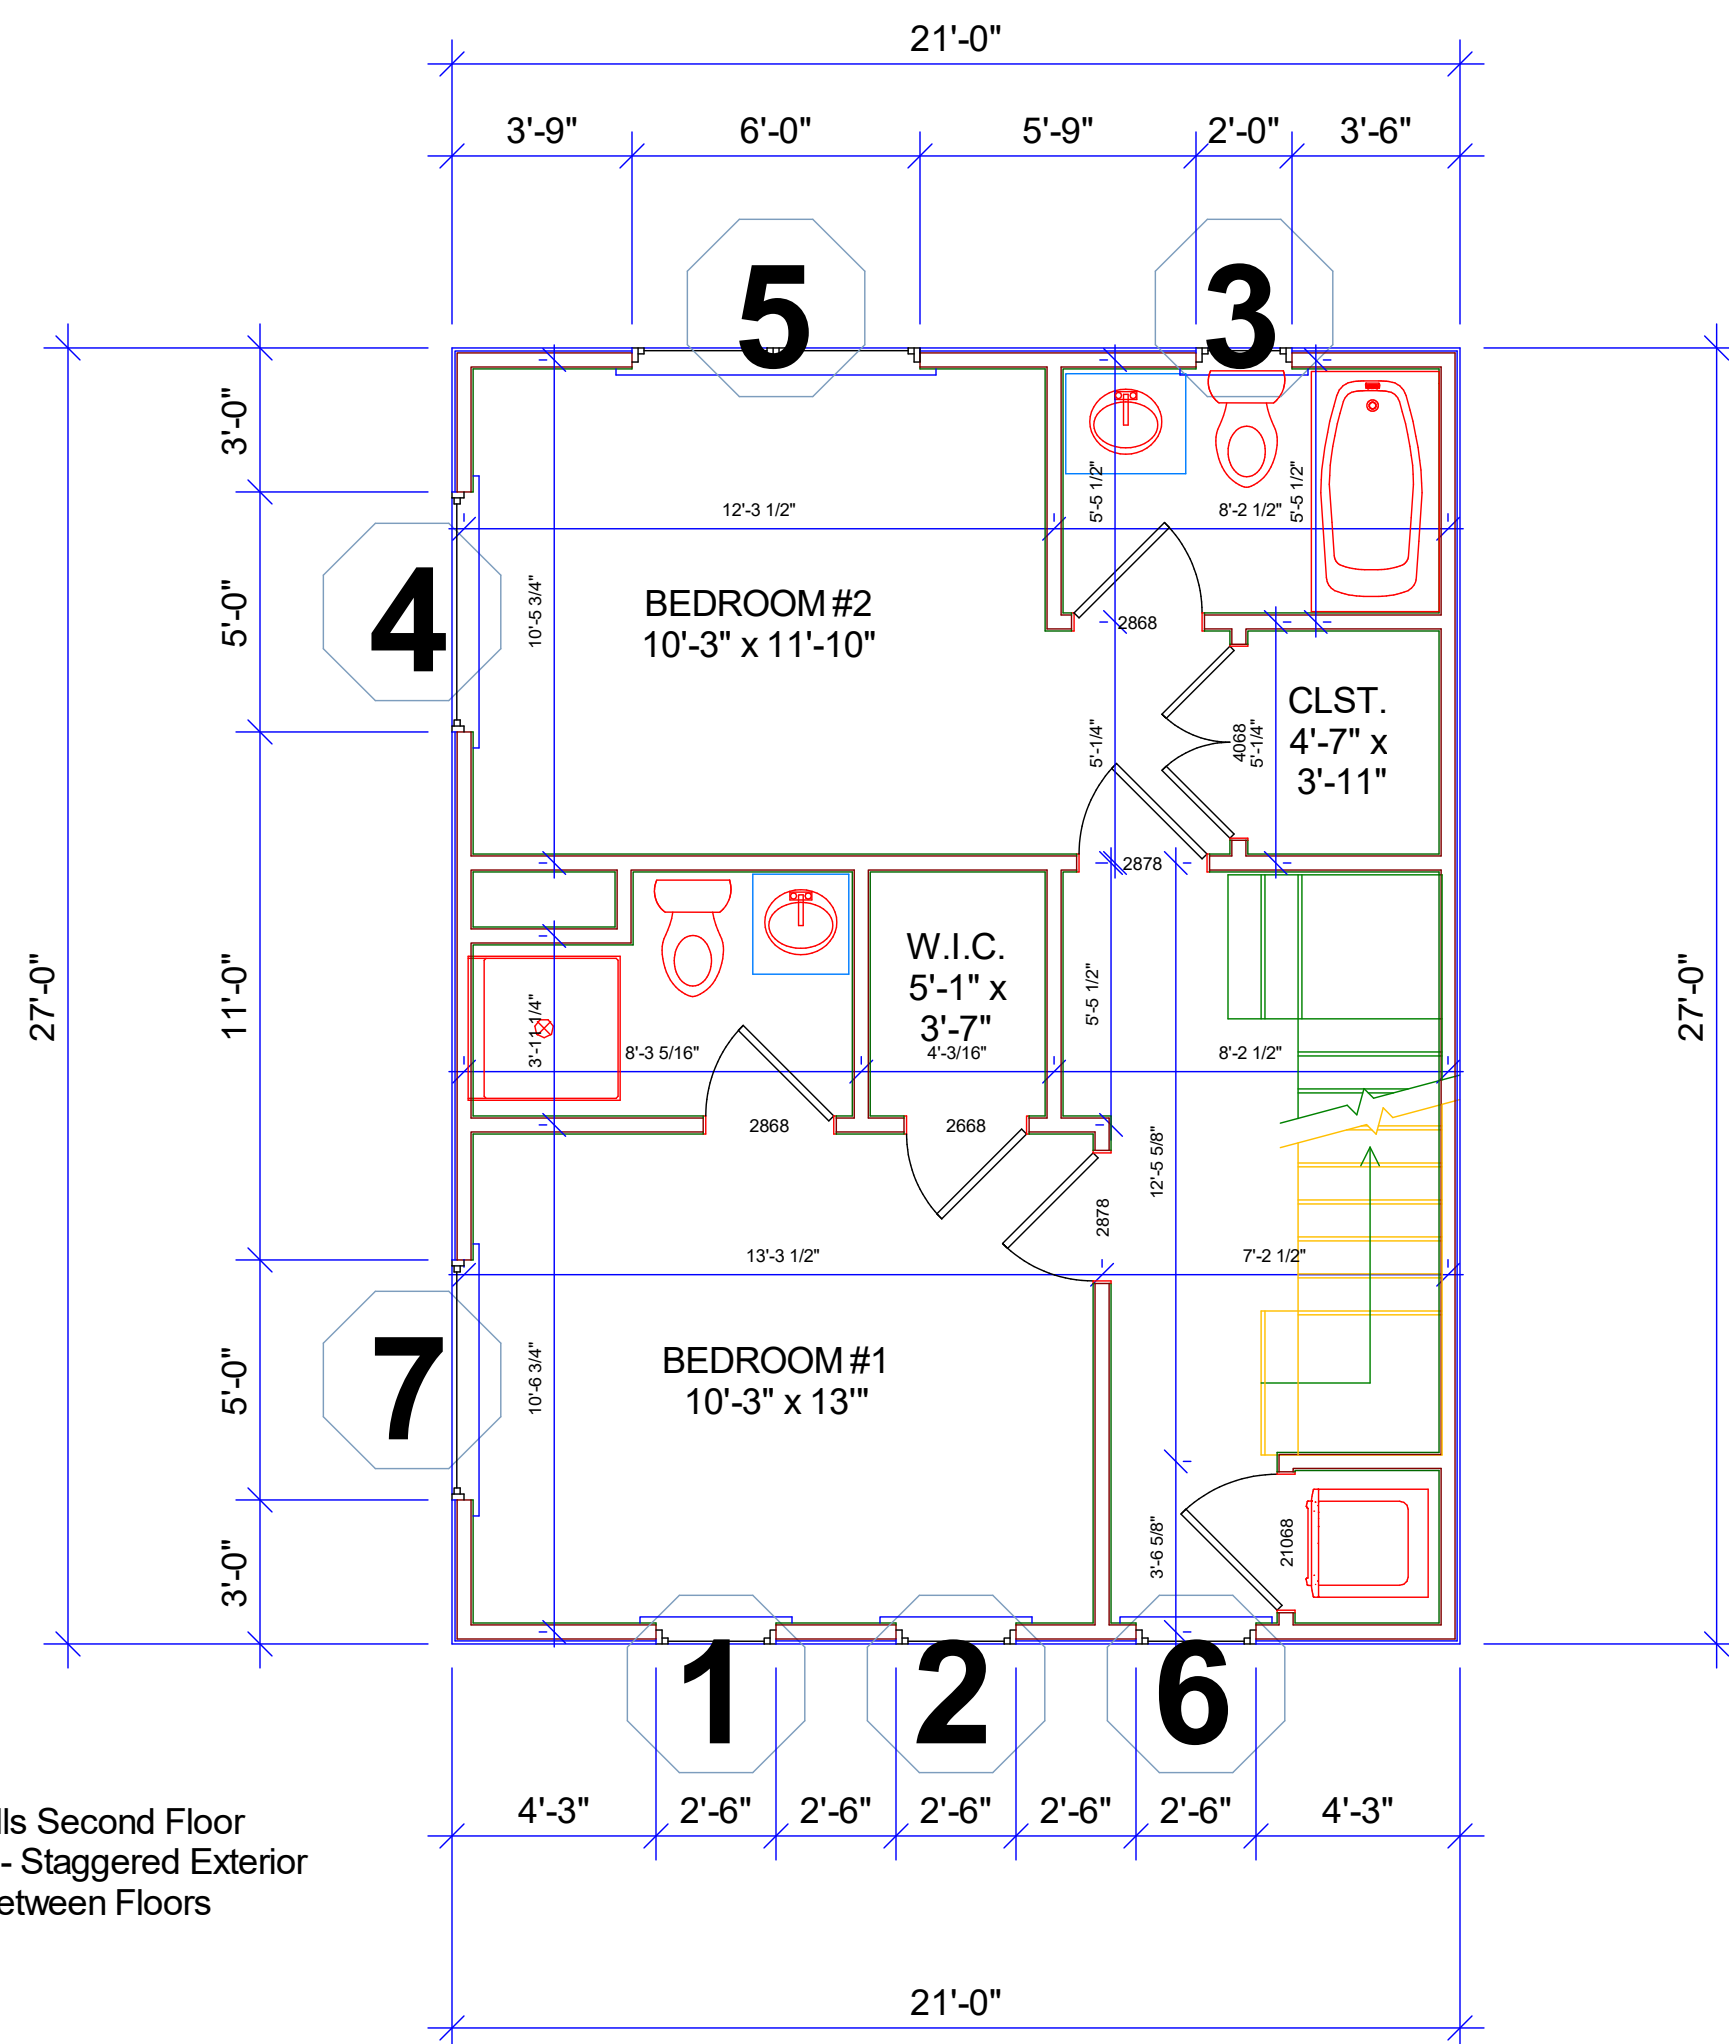 21'-0"
3'-9" 6'-0" 5'-9" 2'-0" 3'-6"
5 3
3'-0"
5'-0"
11'-0"
5'-0"
3'-0"
27'-0"
27'-0"
4
7
12'-3 1/2"
5'-5 1/2"
8'-2 1/2"
5'-5 1/2"
10'-5 3/4"
BEDROOM #2
10'-3" x 11'-10"
2868
CLST.
4'-7" x
3'-11"
5'-1/4"
4068
5'-1/4"
2878
W.I.C.
5'-1" x
3'-7"
5'-5 1/2"
3'-11 1/4"
8'-3 5/16"
4'-3/16"
8'-2 1/2"
2868
2668
12'-5 5/8"
2878
13'-3 1/2"
7'-2 1/2"
10'-6 3/4"
BEDROOM #1
10'-3" x 13'"
3'-6 5/8"
21068
1 2 6
4'-3" 2'-6" 2'-6" 2'-6" 2'-6" 2'-6" 4'-3"
Second Floor
- Staggered Exterior
Floors
21'-0"